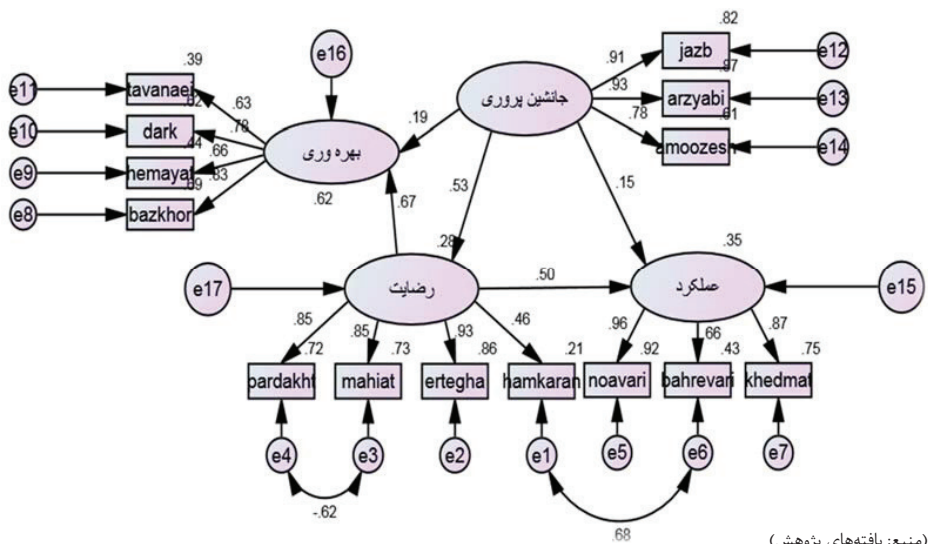 .82
e16
.39
.91
jazb
e12
e11
tavanaei
جانشین پروری
.87
.63
.93
arzyabi
e13
.62
.19
.61
e10
dark
.78
.78
بهره وری
e14
.44
.66
e9
hemayat
.83
.69
.62
.53
.15
e8
bazkhor
.67
.28
.35
e17
رضایت
.50
عملکرد
e15
.85
.85
.93
.46
.96
.66
.87
.72
.73
.86
.21
.92
.43
.75
pardakht
mahiat
ertegha
hamkaran
noavari
bahrevari
khedmat
e4
e3
e2
e1
e5
e6
e7
-.62
.68
(منبع: یافته‌های پژوهش)